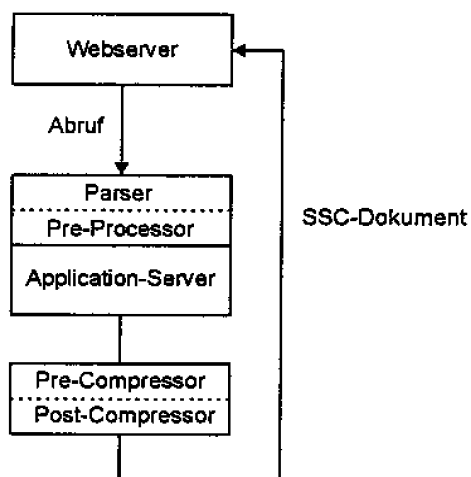 Webserver
Abruf
Parser
Pre-Processor
SSC-Dokument
Application-Server
Pre-Compressor
Post-Compressor